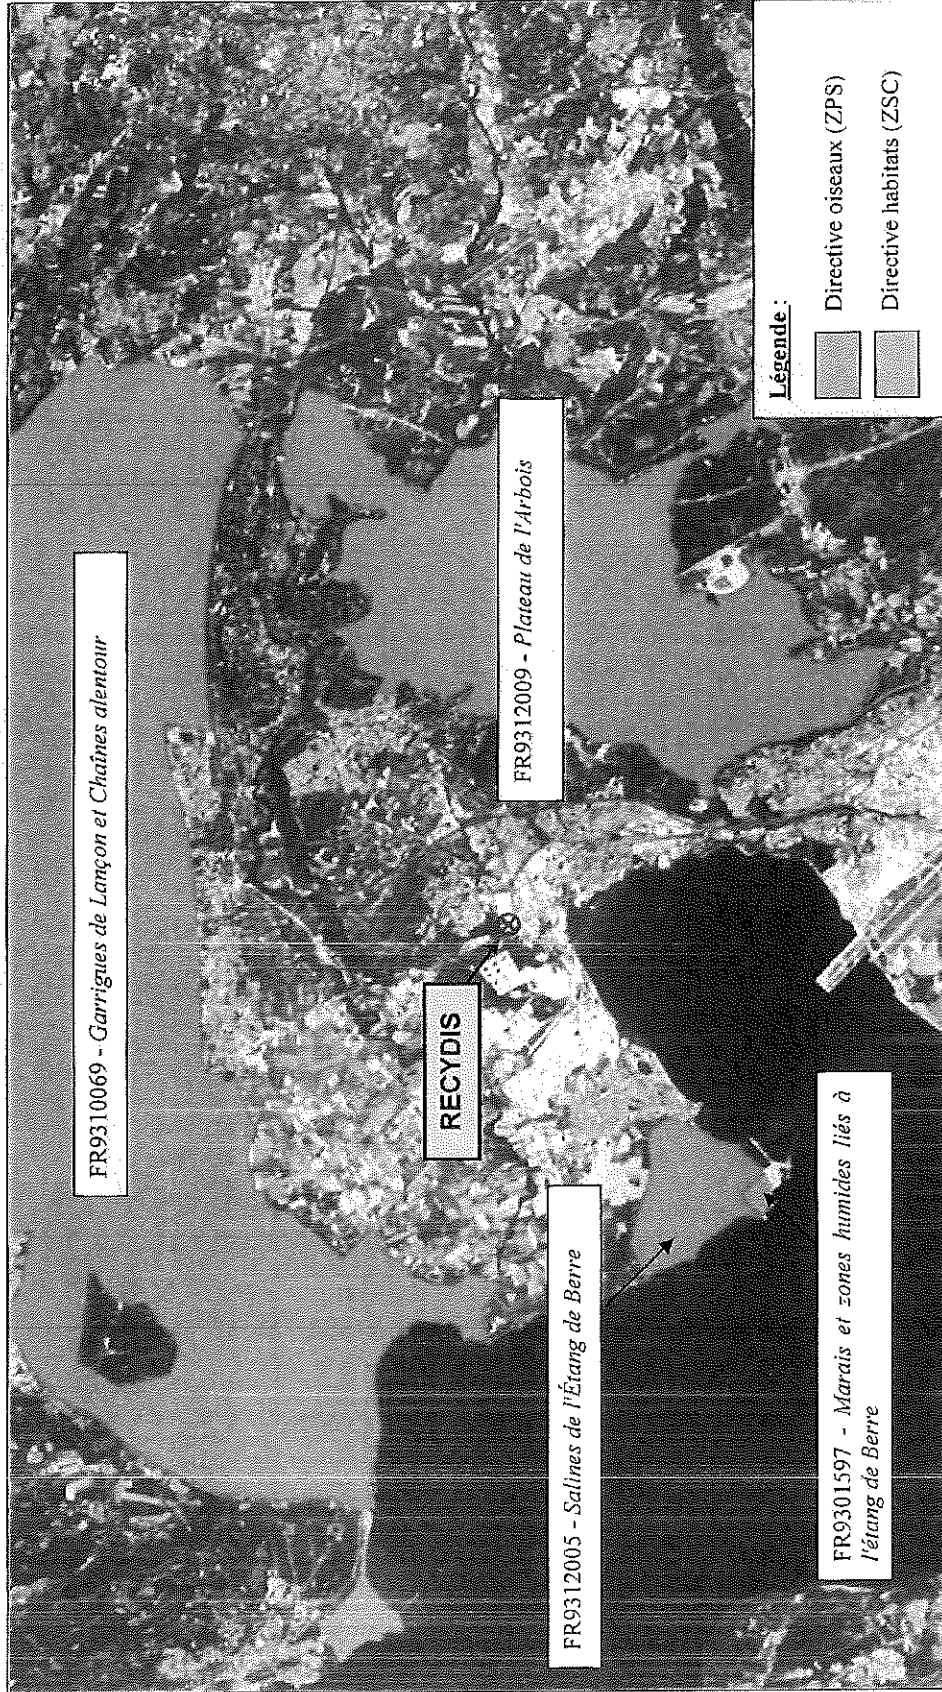 FR9310069 - Garrigues de Lançon et Chaînes alentour
RECYDIS
FR9312009 - Plateau de l'Arbois
FR9312005 - Salines de l'Étang de Berre
FR9301597 - Marais et zones humides liés à
l'étang de Berre
Légende :
Directive oiseaux (ZPS)
Directive habitats (ZSC)